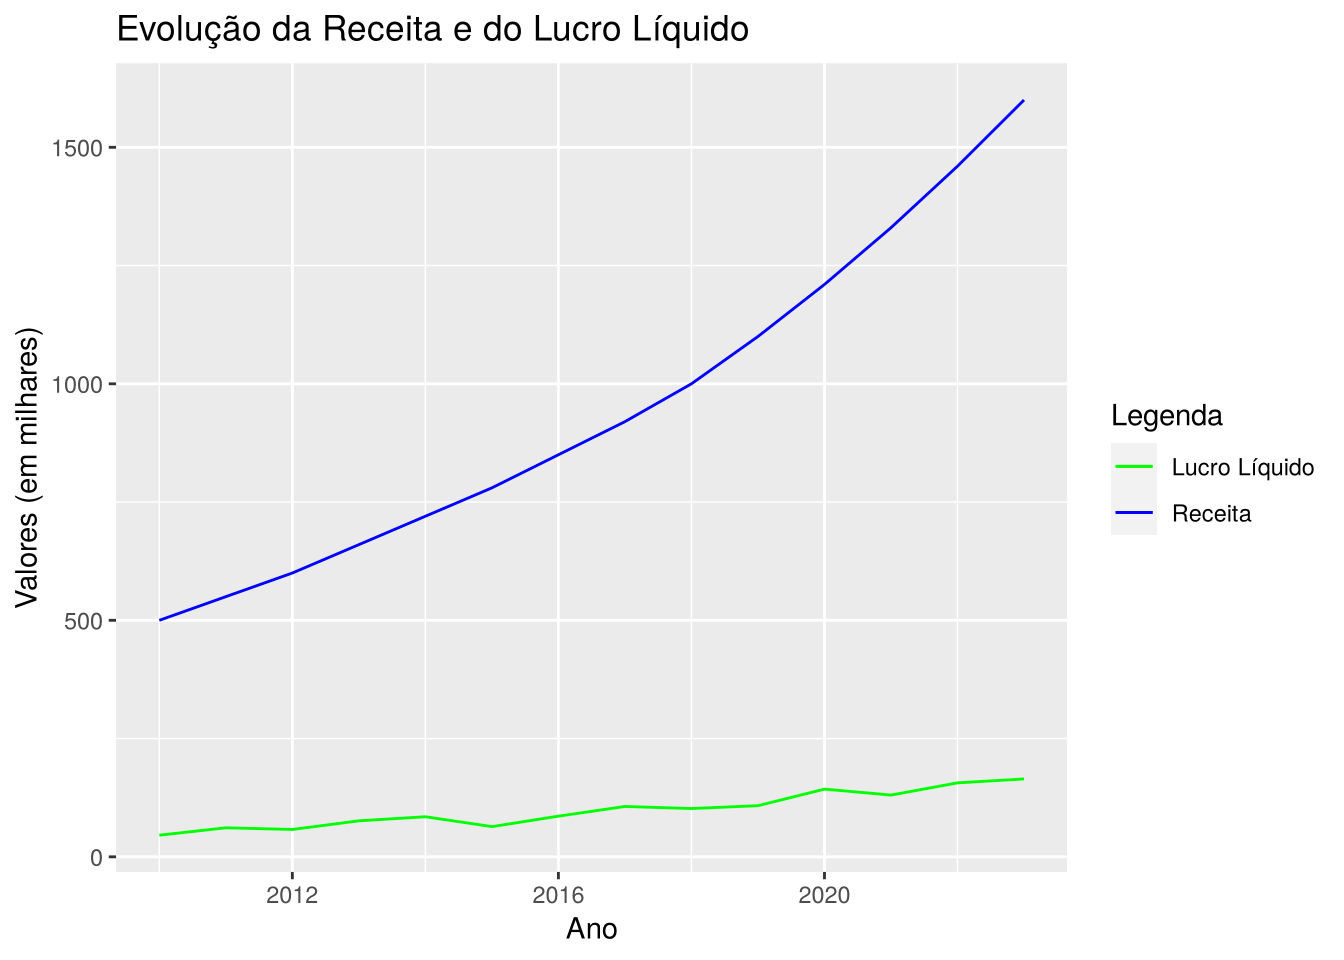 Evolução da Receita e do Lucro Líquido
Valores (em milhares)
1500
1000
500
0
2012
2016
2020
Ano
Legenda
Lucro Líquido
Receita